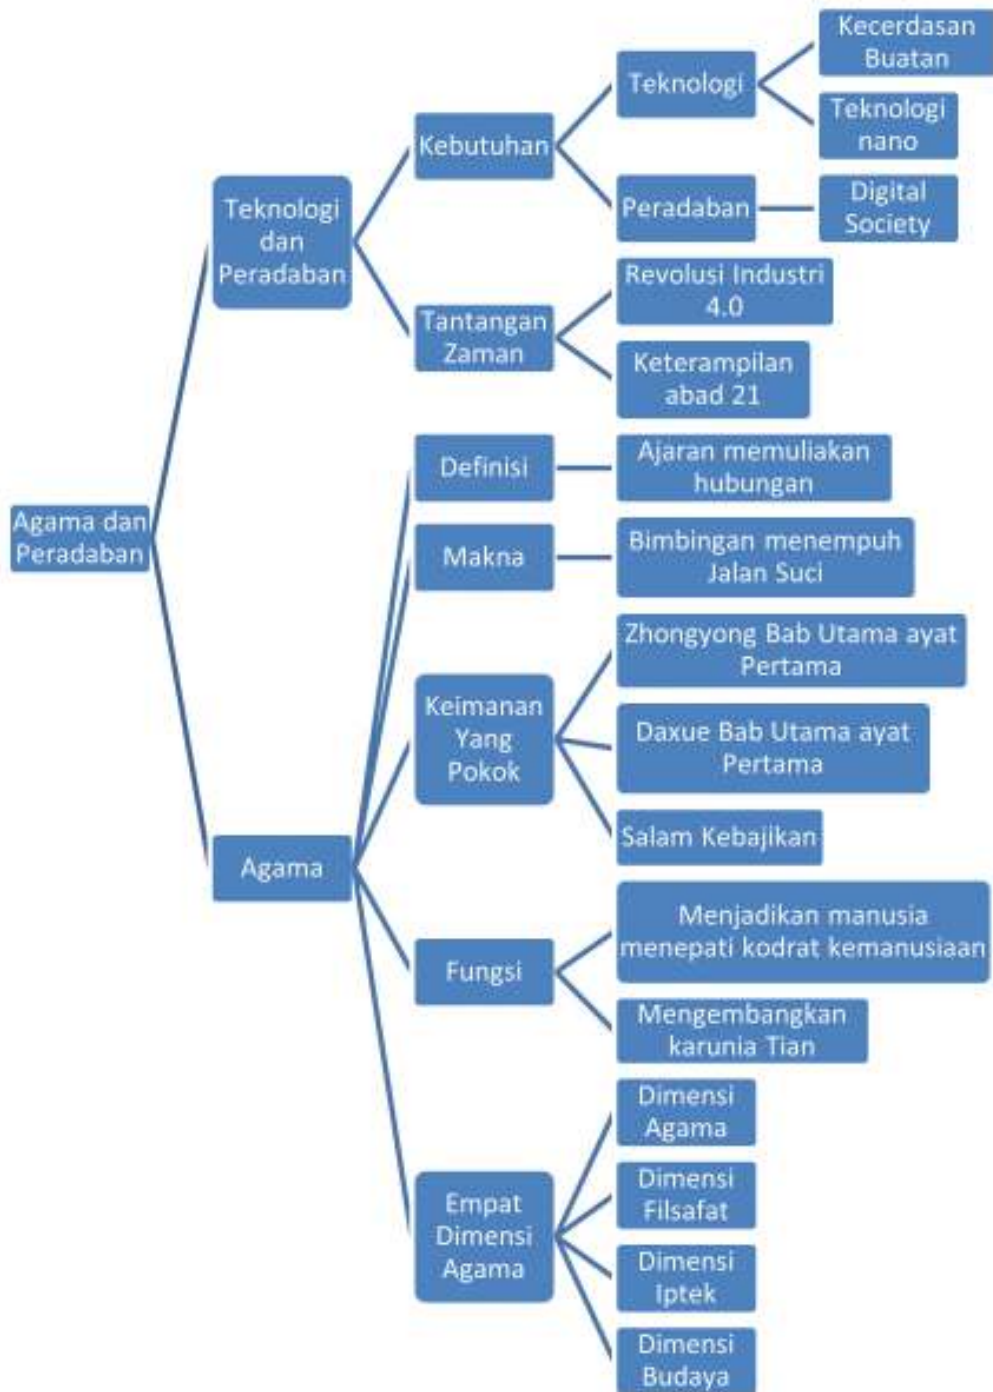 Agama dan
Peradaban
Teknologi
dan
Peradaban
Kebutuhan
Teknologi
Kecerdasan
Buatan
Teknologi
nano
Peradaban
Digital
Society
Tantangan
Zaman
Revolusi Industri
4.0
Keterampilan
abad 21
Agama
Definisi
Ajaran memuliakan
hubungan
Makna
Bimbingan menempuh
Jalan Suci
Keimanan
Yang
Pokok
Zhongyong Bab Utama ayat
Pertama
Daxue Bab Utama ayat
Pertama
Salam Kebajikan
Fungsi
Menjadikan manusia
menepati kodrat kemanusiaan
Mengembangkan
karunia Tian
Empat
Dimensi
Agama
Dimensi
Agama
Dimensi
Filsafat
Dimensi
Iptek
Dimensi
Budaya